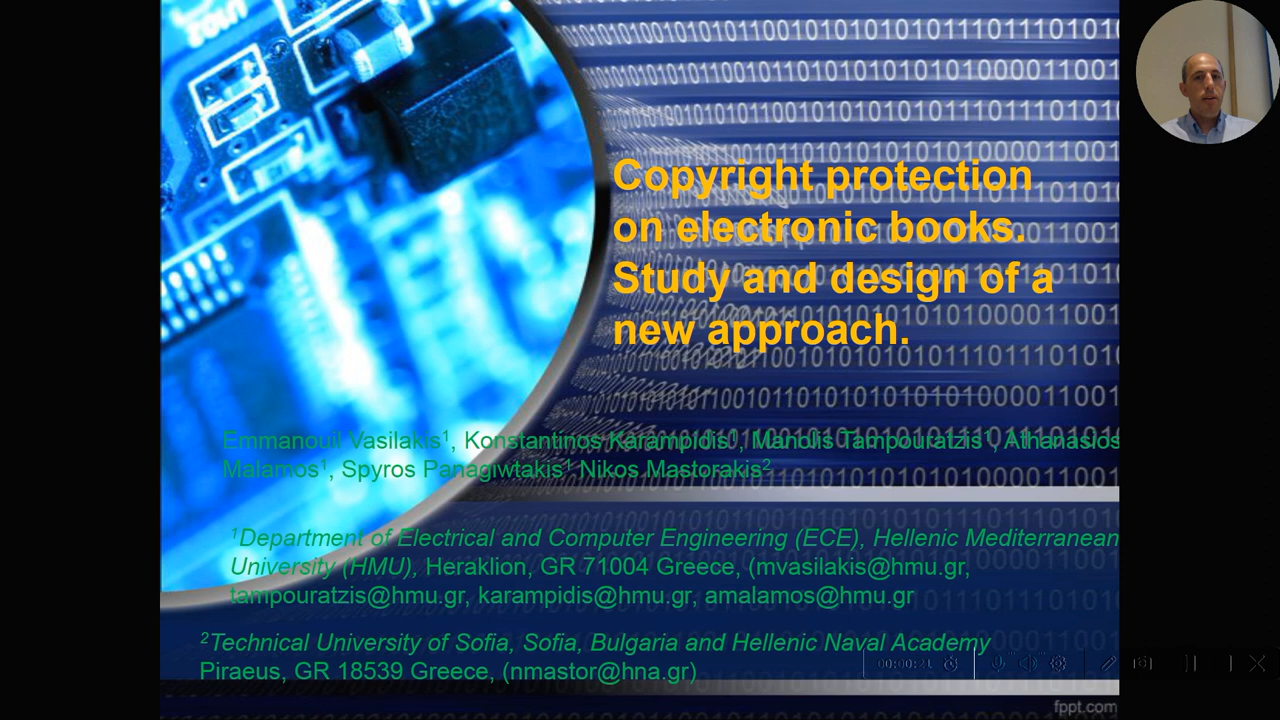 Copyright protection
on electronic books.
Study and design of a
new approach.
Emmanouil Vasilakis1, Konstantinos Karampidis1, Manolis Tampouratzis1, Athanasios
Malamos1, Spyros Panagiwtakis1 Nikos Mastorakis2
1Department of Electrical and Computer Engineering (ECE), Hellenic Mediterranean
University (HMU), Heraklion, GR 71004 Greece, (mvasilakis@hmu.gr,
tampouratzis@hmu.gr, karampidis@hmu.gr, amalamos@hmu.gr
2Technical University of Sofia, Sofia, Bulgaria and Hellenic Naval Academy
Piraeus, GR 18539 Greece, (nmastor@hna.gr)
00:00:21
fppt.com